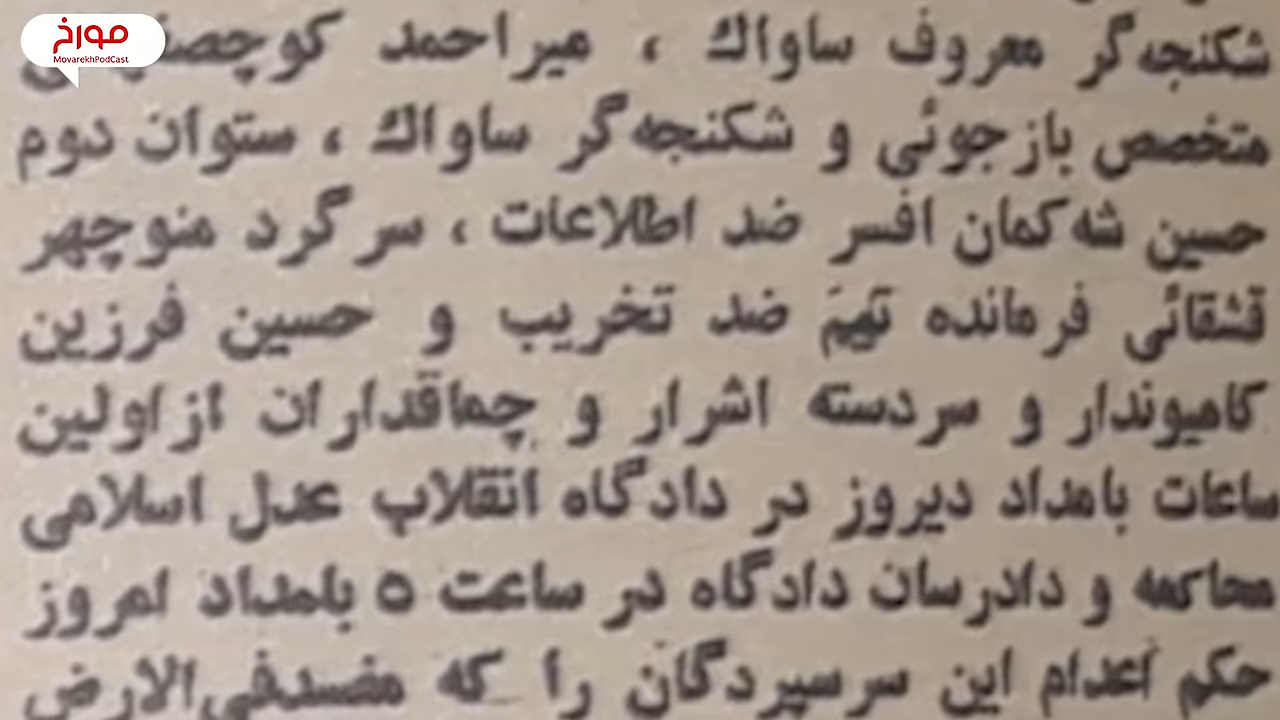 مورخ
MovarekhPodCast
شکنجه‌گر معروف ساواك ، میراحمد
متخصص بازجوئی و شکنجه‌گر ساواك ، ستوان دوم
حسین شه‌کمان افسر ضد اطلاعات ، سرگرد منوچهر
قشقائی فرمانده تیم ضد تخریب و حسین فرزین
کامیوندار و سردسته اشرار و چماقداران از اولین
ساعات بامداد دیروز در دادگاه انقلاب عدل اسلامی
محاکمه و دادرسان دادگاه در ساعت ۵ بامداد امروز
حکم اعدام این سرسپردگان را که مفسدفی‌الارض